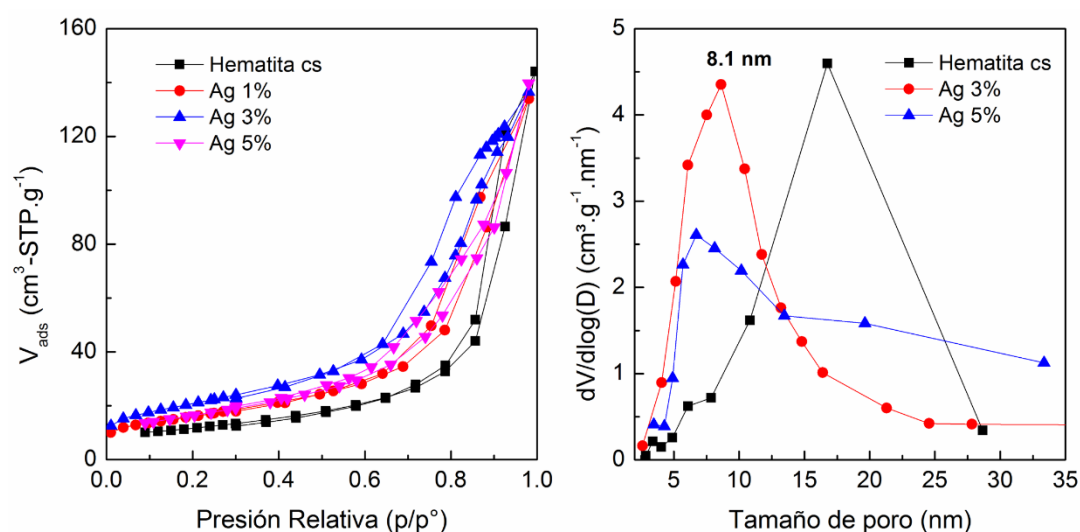 160
120
80
40
0
V_ads (cm³-STP.g⁻¹)
Hematita cs
Ag 1%
Ag 3%
Ag 5%
0.0 0.2 0.4 0.6 0.8 1.0
Presión Relativa (p/p°)
5
4
3
2
1
0
dV/dlog(D) (cm³.g⁻¹.nm⁻¹)
8.1 nm
Hematita cs
Ag 3%
Ag 5%
5 10 15 20 25 30 35
Tamaño de poro (nm)